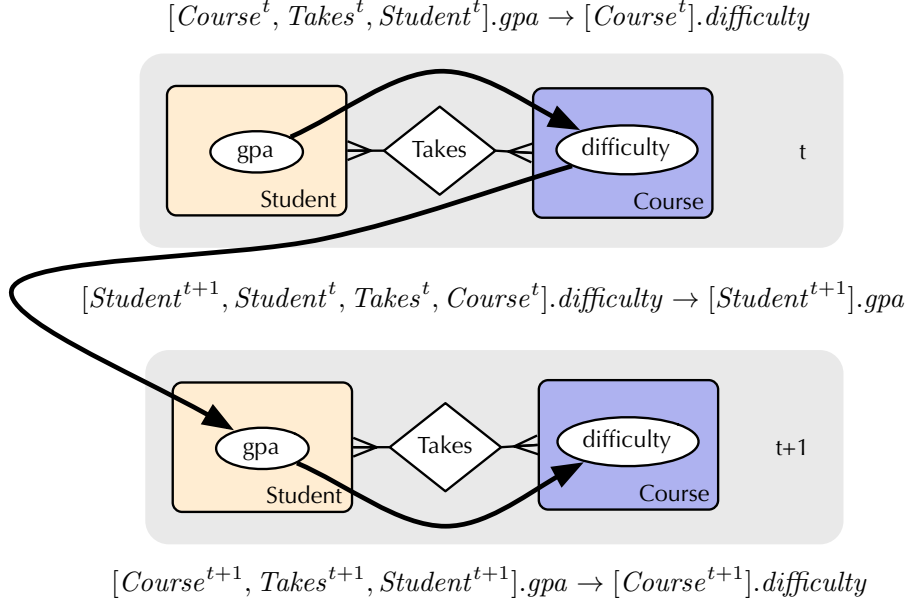 [Course^t, Takes^t, Student^t].gpa → [Course^t].difficulty
gpa
Takes
difficulty
t
Student
Course
[Student^{t+1}, Student^t, Takes^t, Course^t].difficulty → [Student^{t+1}].gpa
gpa
Takes
difficulty
t+1
Student
Course
[Course^{t+1}, Takes^{t+1}, Student^{t+1}].gpa → [Course^{t+1}].difficulty